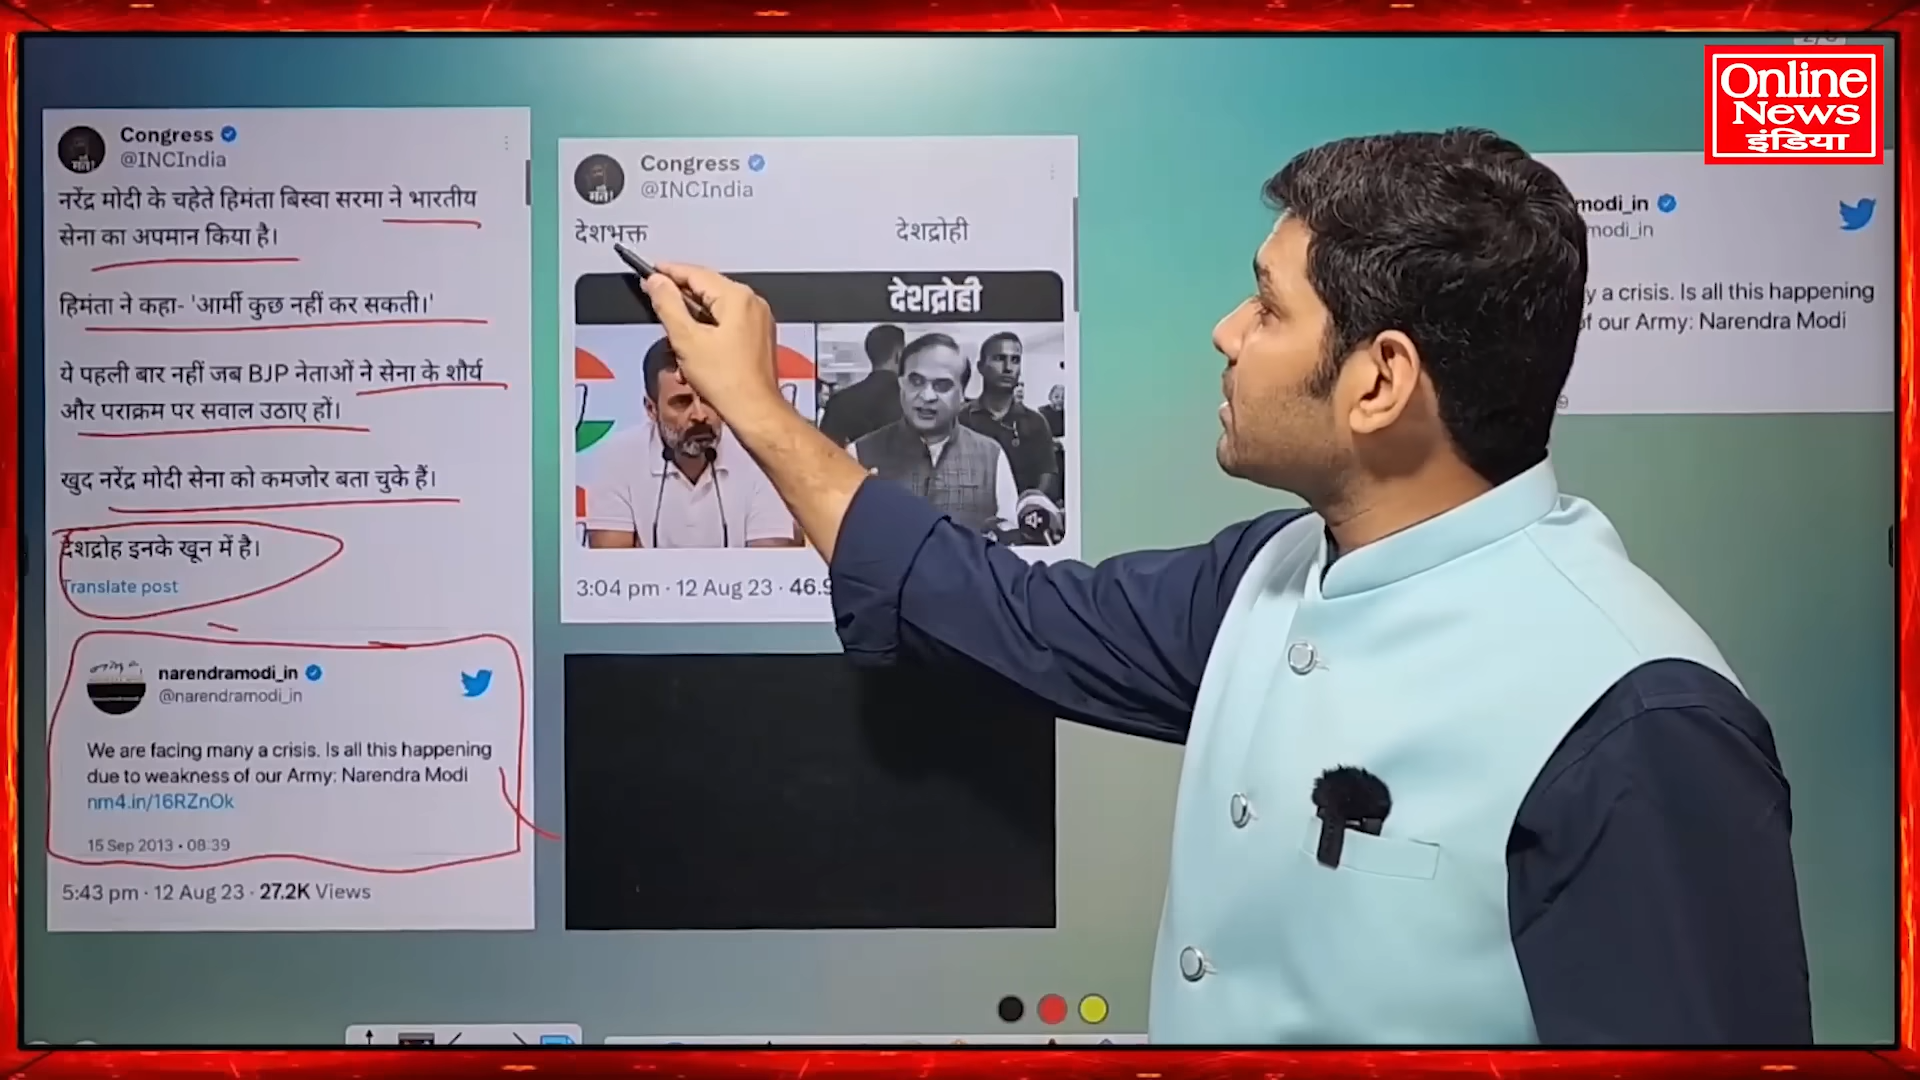 Online
News
इंडिया
Congress
@INCIndia
नरेंद्र मोदी के चहेते हिमंता बिस्वा सरमा ने भारतीय
सेना का अपमान किया है।
हिमंता ने कहा- 'आर्मी कुछ नहीं कर सकती।'
ये पहली बार नहीं जब BJP नेताओं ने सेना के शौर्य
और पराक्रम पर सवाल उठाए हों।
खुद नरेंद्र मोदी सेना को कमजोर बता चुके हैं।
देशद्रोह इनके खून में है।
Translate post
narendramodi_in
@narendramodi_in
We are facing many a crisis. Is all this happening
due to weakness of our Army: Narendra Modi
nm4.in/16RZnOk
15 Sep 2013 • 08:39
5:43 pm · 12 Aug 23 · 27.2K Views
Congress
@INCIndia
देशभक्त देशद्रोही
देशद्रोही
3:04 pm · 12 Aug 23 ·
modi_in
modi_in
y a crisis. Is all this happening
of our Army: Narendra Modi